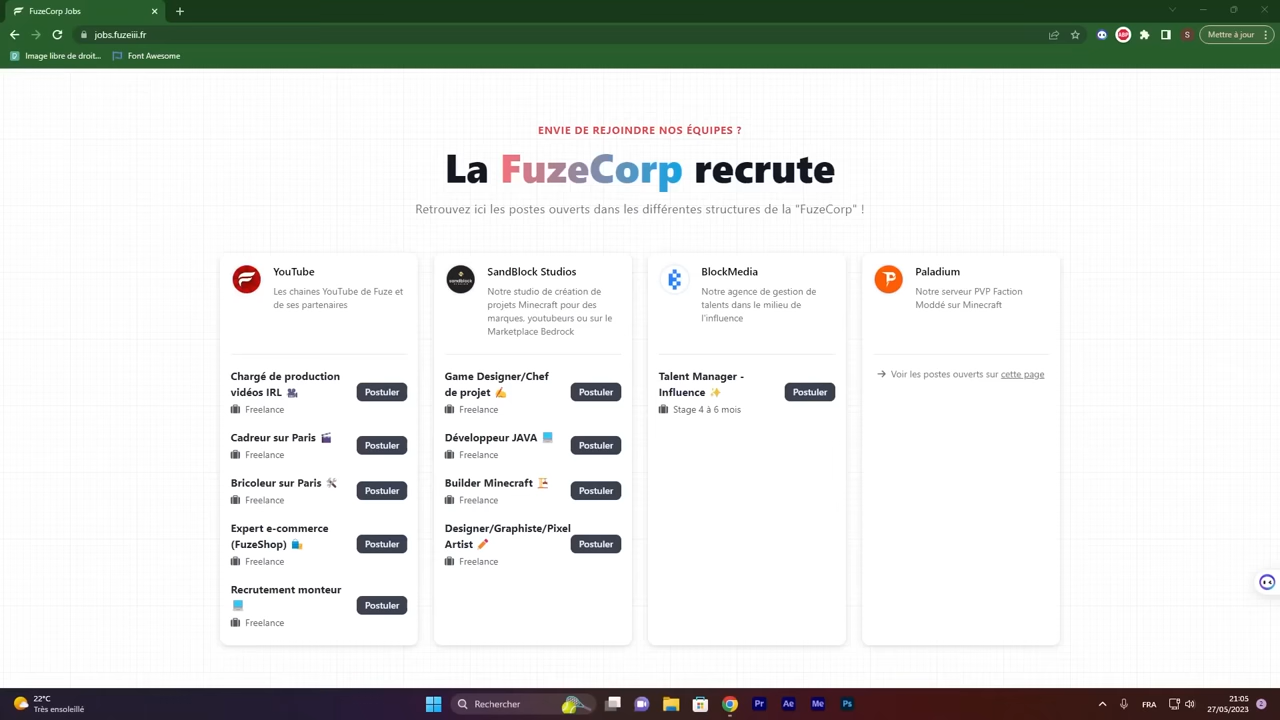 FuzeCorp Jobs
jobs.fuzeiii.fr
ABP
S
Mettre à jour
Image libre de droit...
Font Awesome
ENVIE DE REJOINDRE NOS ÉQUIPES ?
La FuzeCorp recrute
Retrouvez ici les postes ouverts dans les différentes structures de la "FuzeCorp" !
YouTube
Les chaines YouTube de Fuze et
de ses partenaires
Chargé de production
vidéos IRL
Postuler
Freelance
Cadreur sur Paris
Postuler
Freelance
Bricoleur sur Paris
Postuler
Freelance
Expert e-commerce
(FuzeShop)
Postuler
Freelance
Recrutement monteur
Postuler
Freelance
sandblock
SandBlock Studios
Notre studio de création de
projets Minecraft pour des
marques, youtubeurs ou sur le
Marketplace Bedrock
Game Designer/Chef
de projet
Postuler
Freelance
Développeur JAVA
Postuler
Freelance
Builder Minecraft
Postuler
Freelance
Designer/Graphiste/Pixel
Artist
Postuler
Freelance
BlockMedia
Notre agence de gestion de
talents dans le milieu de
l'influence
Talent Manager -
Influence
Postuler
Stage 4 à 6 mois
Paladium
Notre serveur PVP Faction
Moddé sur Minecraft
Voir les postes ouverts sur cette page
22°C
Très ensoleillé
Rechercher
Pr
Ae
Me
Ps
FRA
21:05
27/05/2023